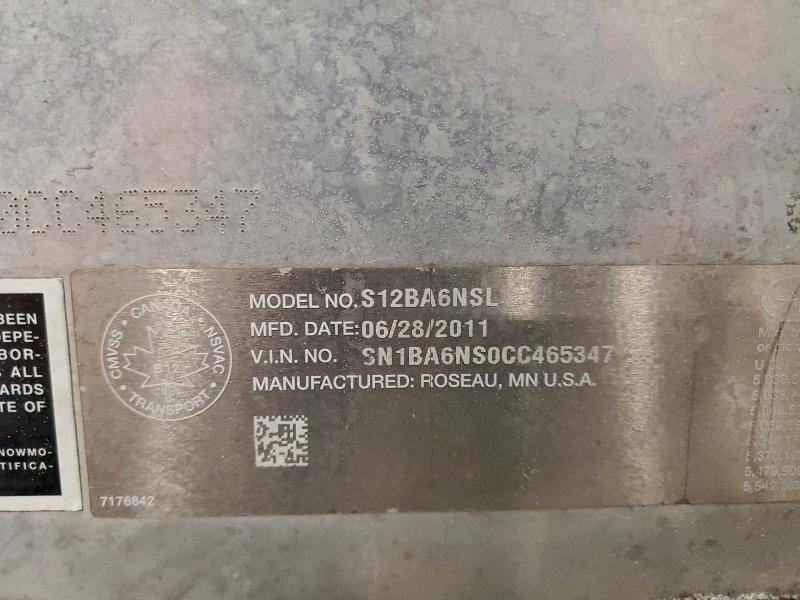 0CC465347
MODEL NO. S12BA6NSL
MFD. DATE: 06/28/2011
V.I.N. NO. SN1BA6NS0CC465347
MANUFACTURED: ROSEAU, MN U.S.A.
CANADA
CMVSS
NSVAC
B12
TRANSPORT
7176842
BEEN
DEPE-
BOR-
S ALL
ARDS
TE OF
NOWMO-
TIFICA-